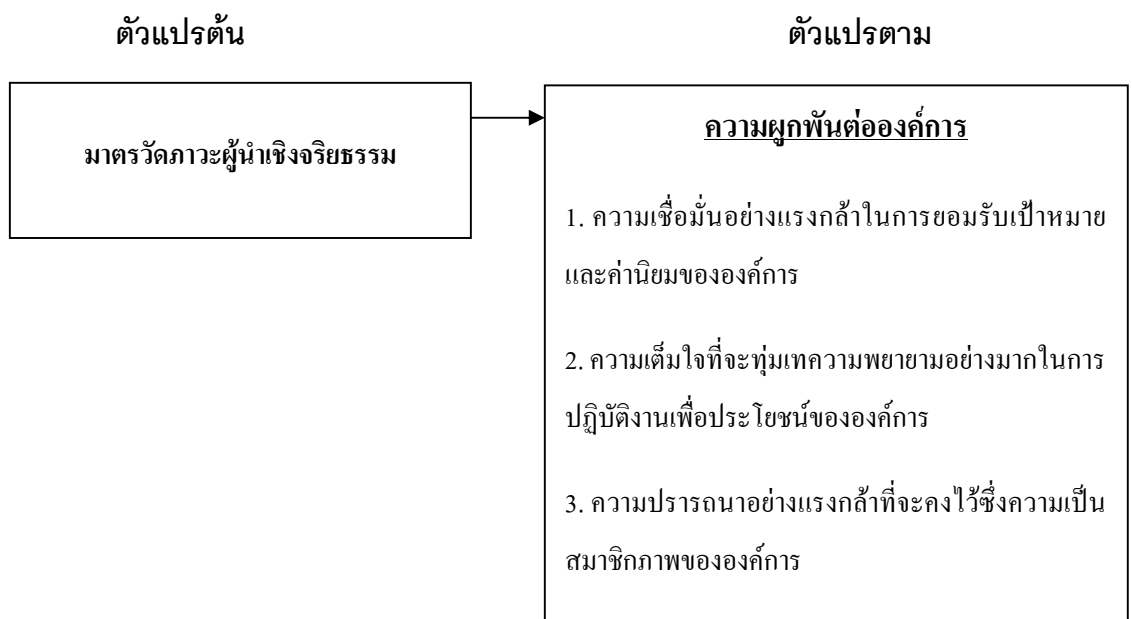 ตัวแปรต้น
ตัวแปรตาม
มาตรวัดภาวะผู้นำเชิงจริยธรรม
ความผูกพันต่อองค์การ
1. ความเชื่อมั่นอย่างแรงกล้าในการยอมรับเป้าหมาย
และค่านิยมขององค์การ
2. ความเต็มใจที่จะทุ่มเทความพยายามอย่างมากในการ
ปฏิบัติงานเพื่อประโยชน์ขององค์การ
3. ความปรารถนาอย่างแรงกล้าที่จะคงไว้ซึ่งความเป็น
สมาชิกภาพขององค์การ